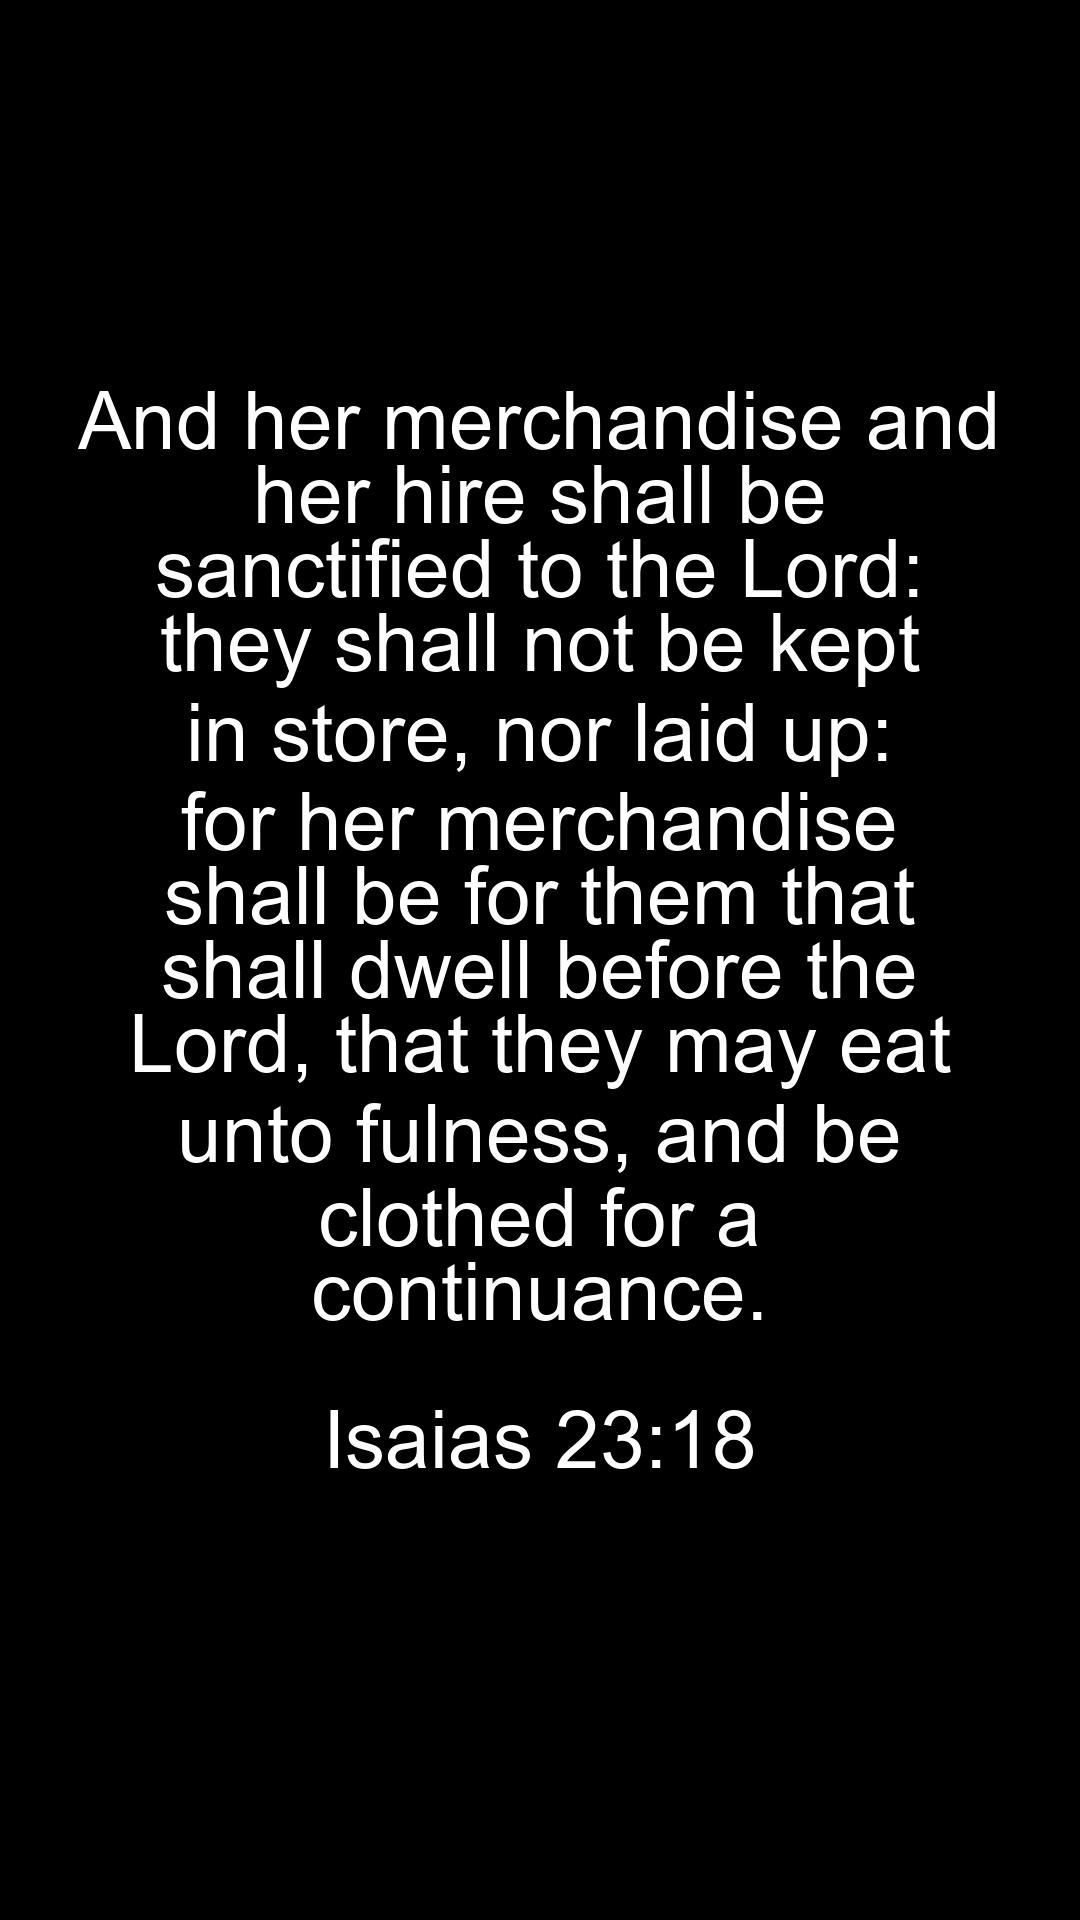 And her merchandise and
her hire shall be
sanctified to the Lord:
they shall not be kept
in store, nor laid up:
for her merchandise
shall be for them that
shall dwell before the
Lord, that they may eat
unto fulness, and be
clothed for a
continuance.
Isaias 23:18